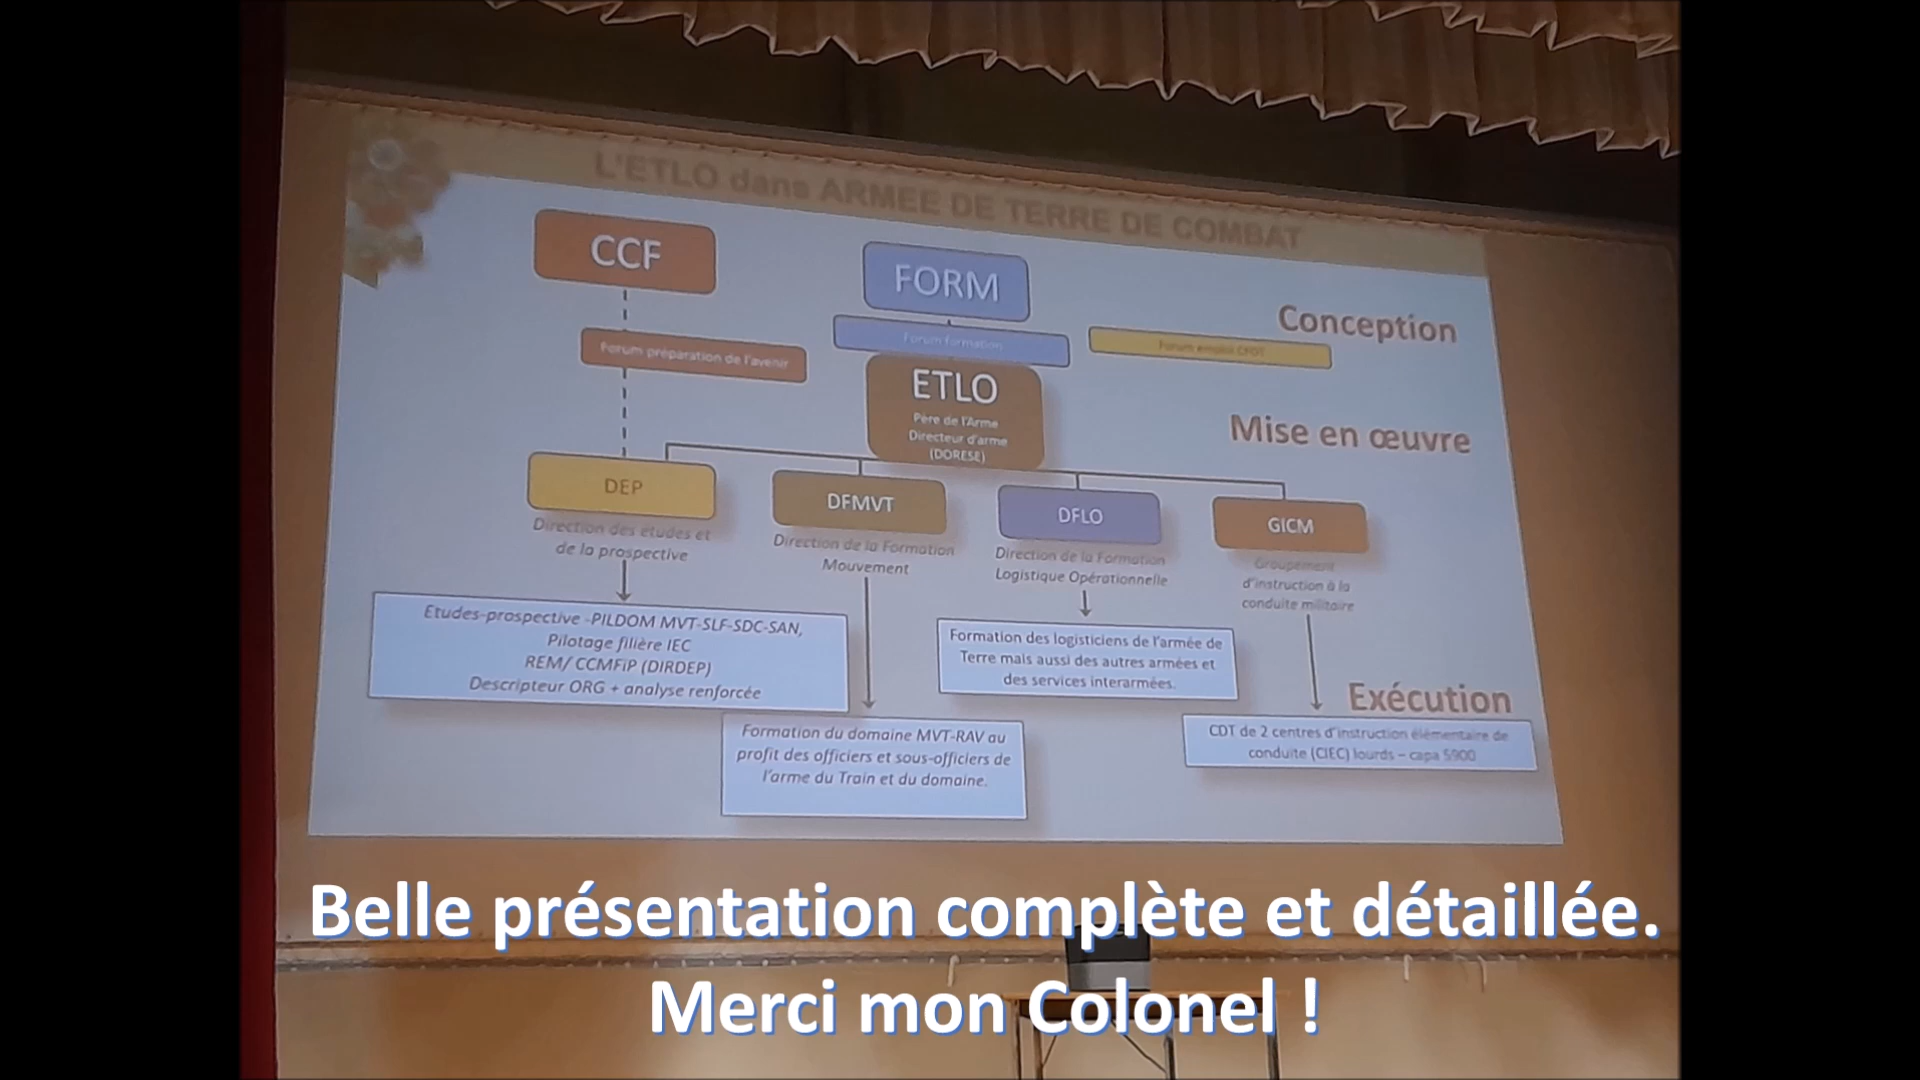 L'ETLO dans ARMEE DE TERRE DE COMBAT
CCF
FORM
Conception
Forum préparation de l'avenir
Forum formation
Forum emploi CFDT
ETLO
Père de l'Arme
Directeur d'arme
(DORESE)
Mise en œuvre
DEP
Direction des études et
de la prospective
DFMVT
Direction de la Formation
Mouvement
DFLO
Direction de la Formation
Logistique Opérationnelle
GICM
Groupement
d'instruction à la
conduite militaire
Etudes-prospective -PILDOM MVT-SLF-SDC-SAN,
Pilotage filière IEC
REM/ CCMFiP (DIRDEP)
Descripteur ORG + analyse renforcée
Formation du domaine MVT-RAV au
profit des officiers et sous-officiers de
l'arme du Train et du domaine.
Formation des logisticiens de l'armée de
Terre mais aussi des autres armées et
des services interarmées.
Exécution
CDT de 2 centres d'instruction élémentaire de
conduite (CIEC) lourds – capa 5900
Belle présentation complète et détaillée.
Merci mon Colonel !